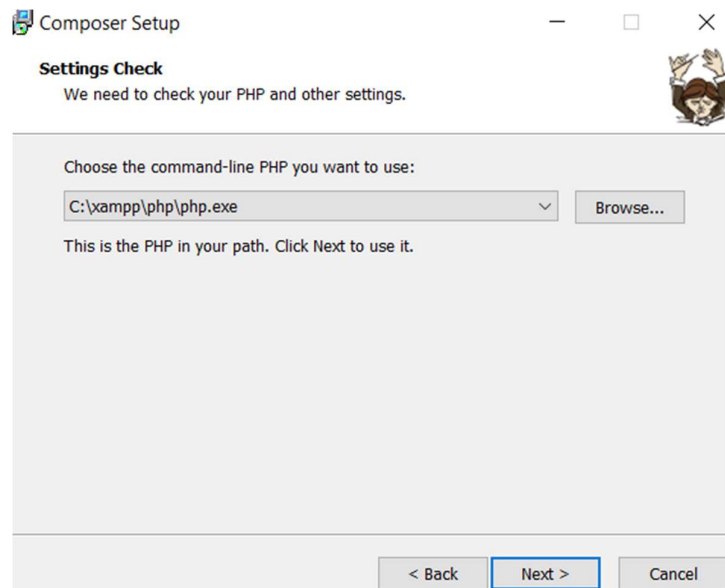 Composer Setup
Settings Check
We need to check your PHP and other settings.
Choose the command-line PHP you want to use:
C:\xampp\php\php.exe
Browse...
This is the PHP in your path. Click Next to use it.
< Back
Next >
Cancel